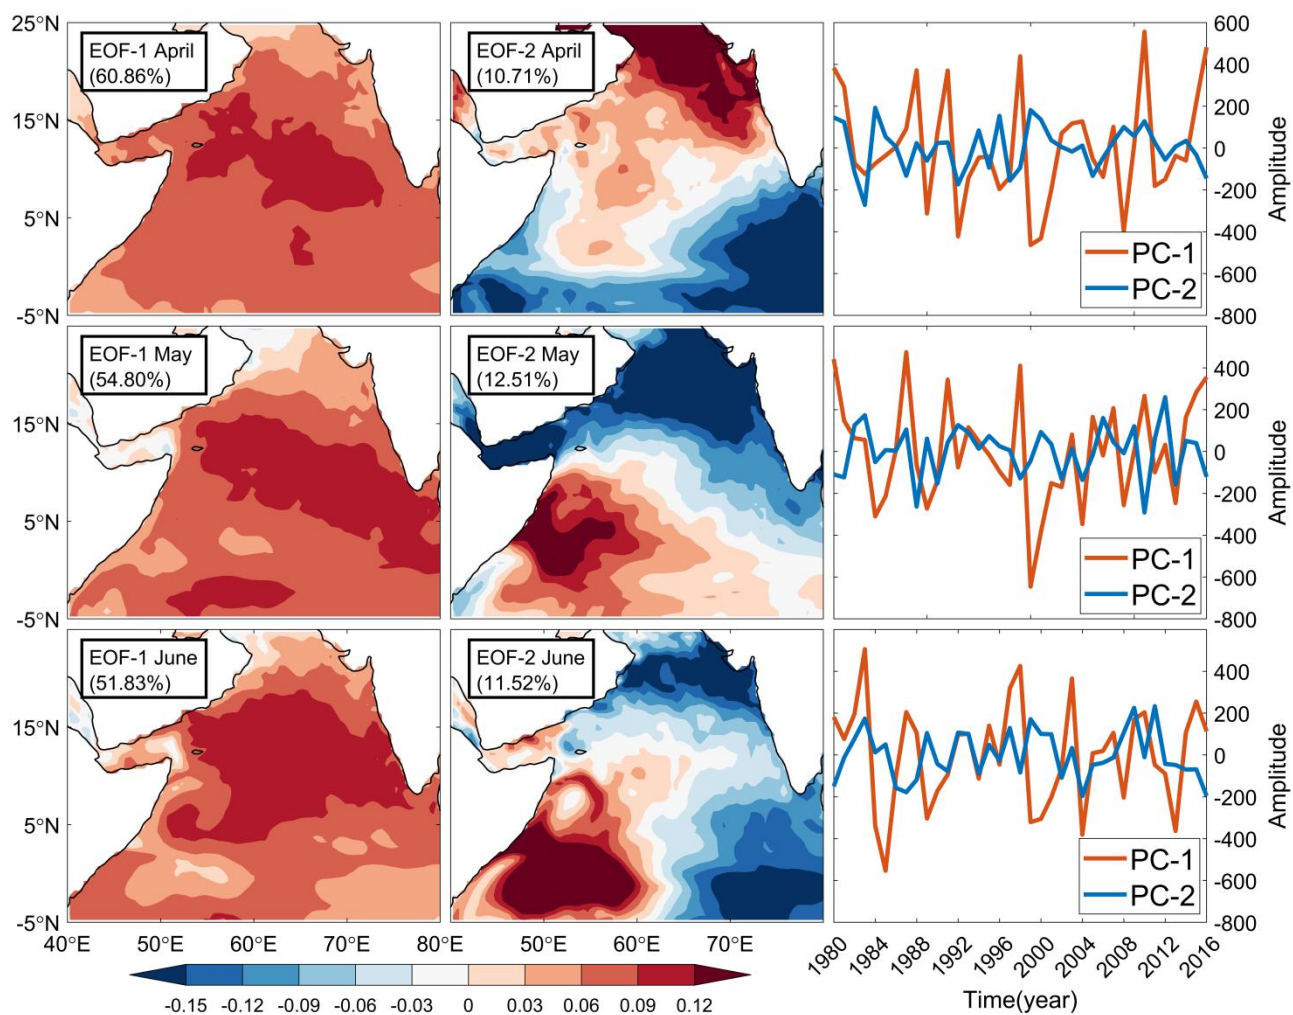 25°N
15°N
5°N
-5°N
EOF-1 April
(60.86%)
EOF-2 April
(10.71%)
600
400
200
0
-200
-400
-600
-800
Amplitude
PC-1
PC-2
15°N
5°N
-5°N
EOF-1 May
(54.80%)
EOF-2 May
(12.51%)
400
200
0
-200
-400
-600
-800
Amplitude
PC-1
PC-2
15°N
5°N
-5°N
EOF-1 June
(51.83%)
EOF-2 June
(11.52%)
400
200
0
-200
-400
-600
-800
Amplitude
PC-1
PC-2
40°E 50°E 60°E 70°E 80°E 50°E 70°E
1980 1984 1988 1992 1996 2000 2004 2008 2012 2016
Time(year)
-0.15 -0.12 -0.09 -0.06 -0.03 0 0.03 0.06 0.09 0.12